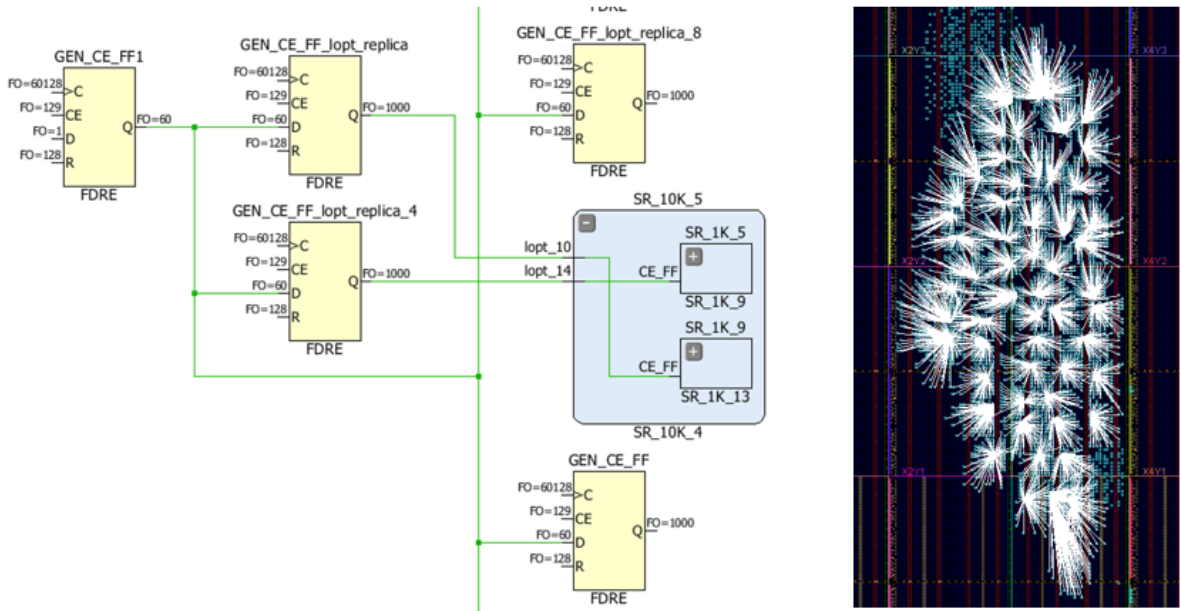 GEN_CE_FF1
FO=60128
C
FO=129
CE
FO=1
D
FO=128
R
Q
FO=60
FDRE
GEN_CE_FF_lopt_replica
FO=60128
C
FO=129
CE
FO=60
D
FO=128
R
Q
FO=1000
FDRE
GEN_CE_FF_lopt_replica_4
FO=60128
C
FO=129
CE
FO=60
D
FO=128
R
Q
FO=1000
FDRE
FDRE
GEN_CE_FF_lopt_replica_8
FO=60128
C
FO=129
CE
FO=60
D
FO=128
R
Q
FO=1000
FDRE
SR_10K_5
lopt_10
lopt_14
SR_1K_5
CE_FF
SR_1K_9
SR_1K_9
CE_FF
SR_1K_13
SR_10K_4
GEN_CE_FF
FO=60128
C
FO=129
CE
FO=60
D
FO=128
R
Q
FO=1000
FDRE
X2Y3
X4Y3
X2Y2
X4Y2
X2Y1
X4Y1